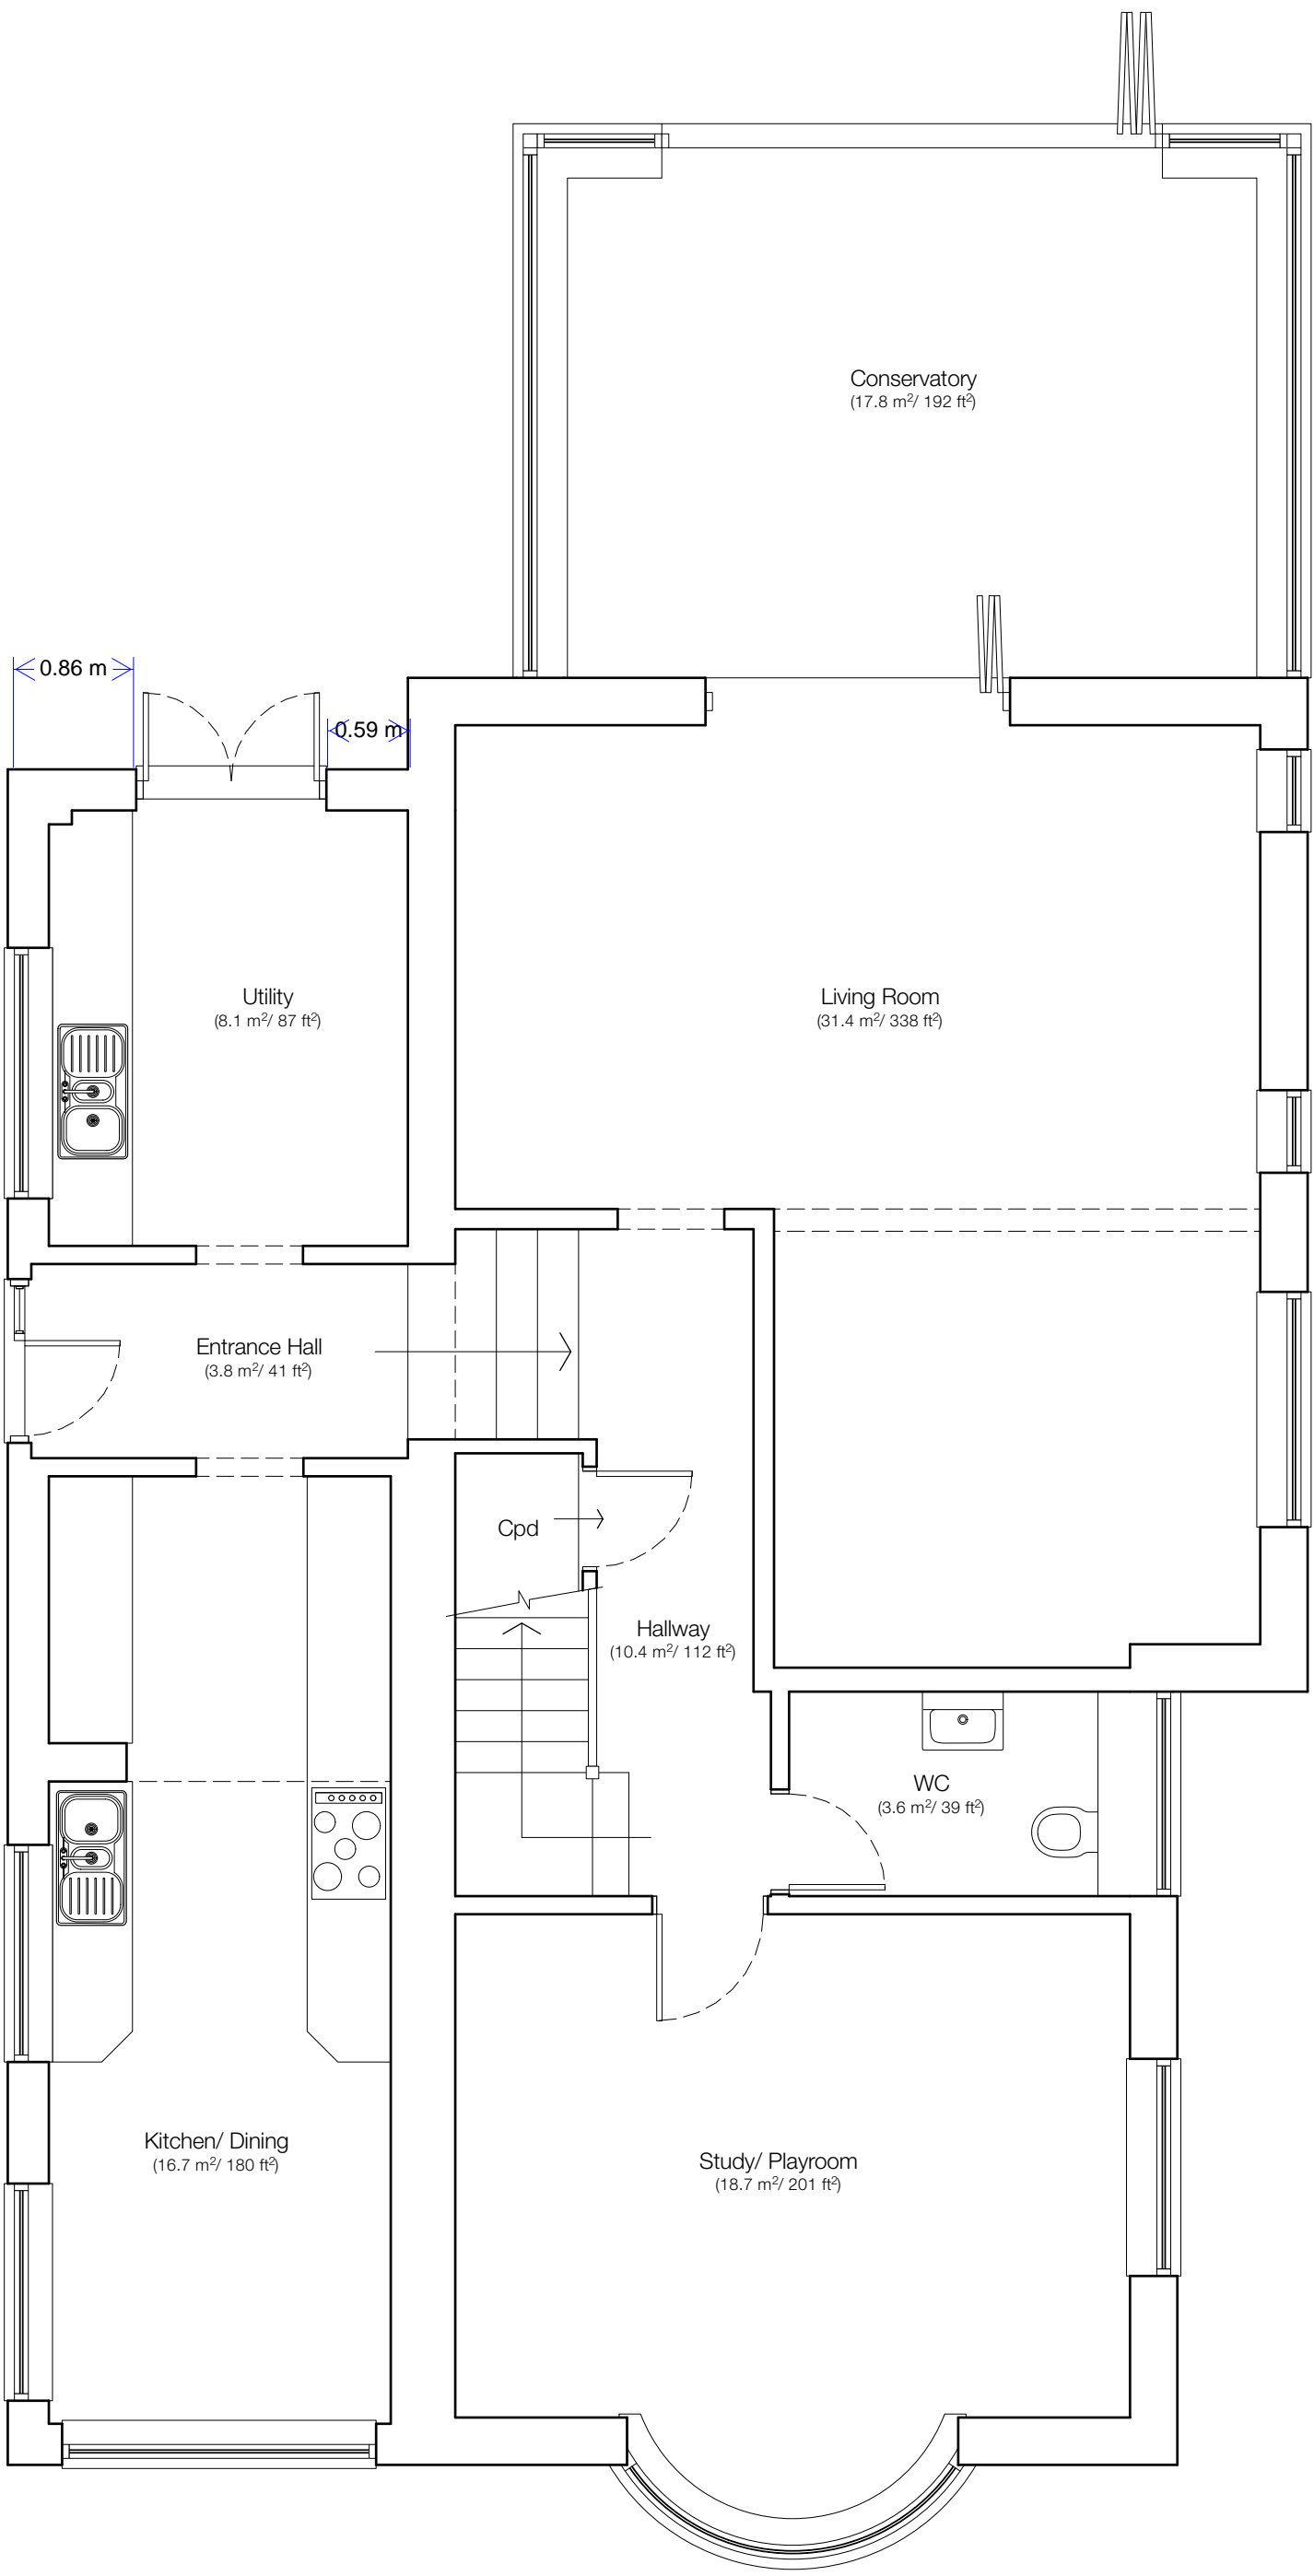 Conservatory
(17.8 m²/ 192 ft²)
0.86 m
0.59 m
Utility
(8.1 m²/ 87 ft²)
Living Room
(31.4 m²/ 338 ft²)
Entrance Hall
(3.8 m²/ 41 ft²)
Cpd
Hallway
(10.4 m²/ 112 ft²)
WC
(3.6 m²/ 39 ft²)
Kitchen/ Dining
(16.7 m²/ 180 ft²)
Study/ Playroom
(18.7 m²/ 201 ft²)